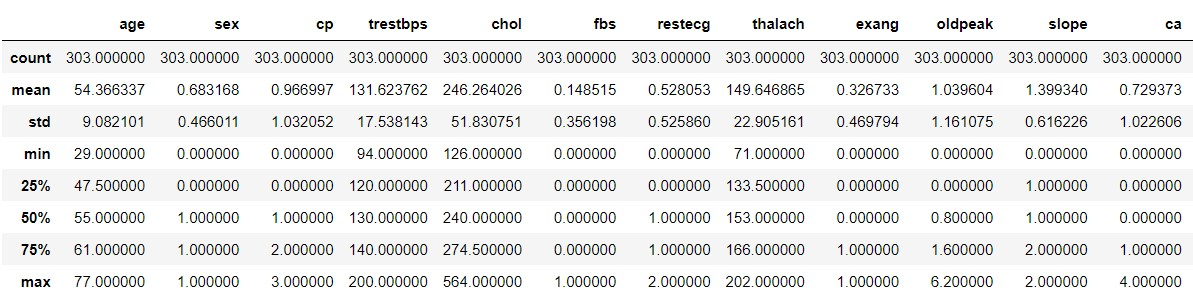 age sex cp trestbps chol fbs restecg thalach exang oldpeak slope ca
count 303.000000 303.000000 303.000000 303.000000 303.000000 303.000000 303.000000 303.000000 303.000000 303.000000 303.000000 303.000000
mean 54.366337 0.683168 0.966997 131.623762 246.264026 0.148515 0.528053 149.646865 0.326733 1.039604 1.399340 0.729373
std 9.082101 0.466011 1.032052 17.538143 51.830751 0.356198 0.525860 22.905161 0.469794 1.161075 0.616226 1.022606
min 29.000000 0.000000 0.000000 94.000000 126.000000 0.000000 0.000000 71.000000 0.000000 0.000000 0.000000 0.000000
25% 47.500000 0.000000 0.000000 120.000000 211.000000 0.000000 0.000000 133.500000 0.000000 0.000000 1.000000 0.000000
50% 55.000000 1.000000 1.000000 130.000000 240.000000 0.000000 1.000000 153.000000 0.000000 0.800000 1.000000 0.000000
75% 61.000000 1.000000 2.000000 140.000000 274.500000 0.000000 1.000000 166.000000 1.000000 1.600000 2.000000 1.000000
max 77.000000 1.000000 3.000000 200.000000 564.000000 1.000000 2.000000 202.000000 1.000000 6.200000 2.000000 4.000000